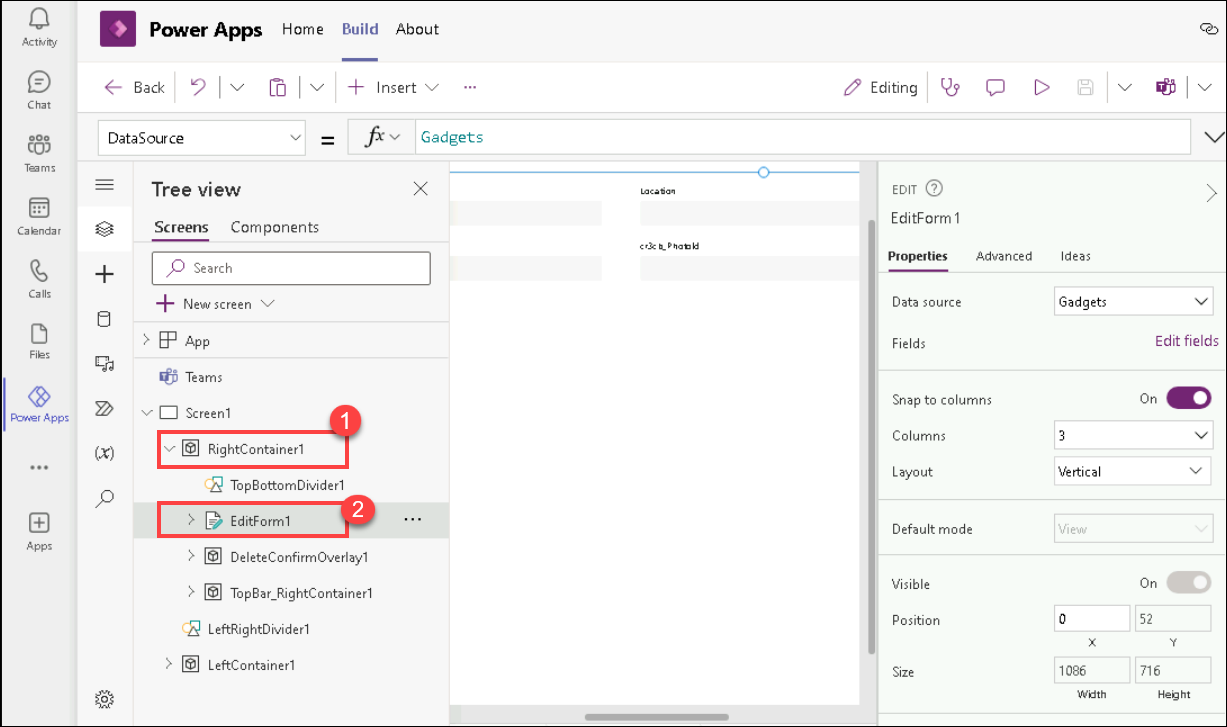 Activity
Chat
Teams
Calendar
Calls
Files
Power Apps
Apps
Power Apps Home Build About
Back Insert Editing
DataSource = fx Gadgets
Tree view
Screens Components
Search
New screen
App
Teams
Screen1
RightContainer1 1
TopBottomDivider1
EditForm1 2
DeleteConfirmOverlay1
TopBar_RightContainer1
LeftRightDivider1
LeftContainer1
(x)
Location
cr3cb_PhotoId
EDIT ?
EditForm1
Properties Advanced Ideas
Data source Gadgets
Fields Edit fields
Snap to columns On
Columns 3
Layout Vertical
Default mode View
Visible On
Position 0 52
X Y
Size 1086 716
Width Height